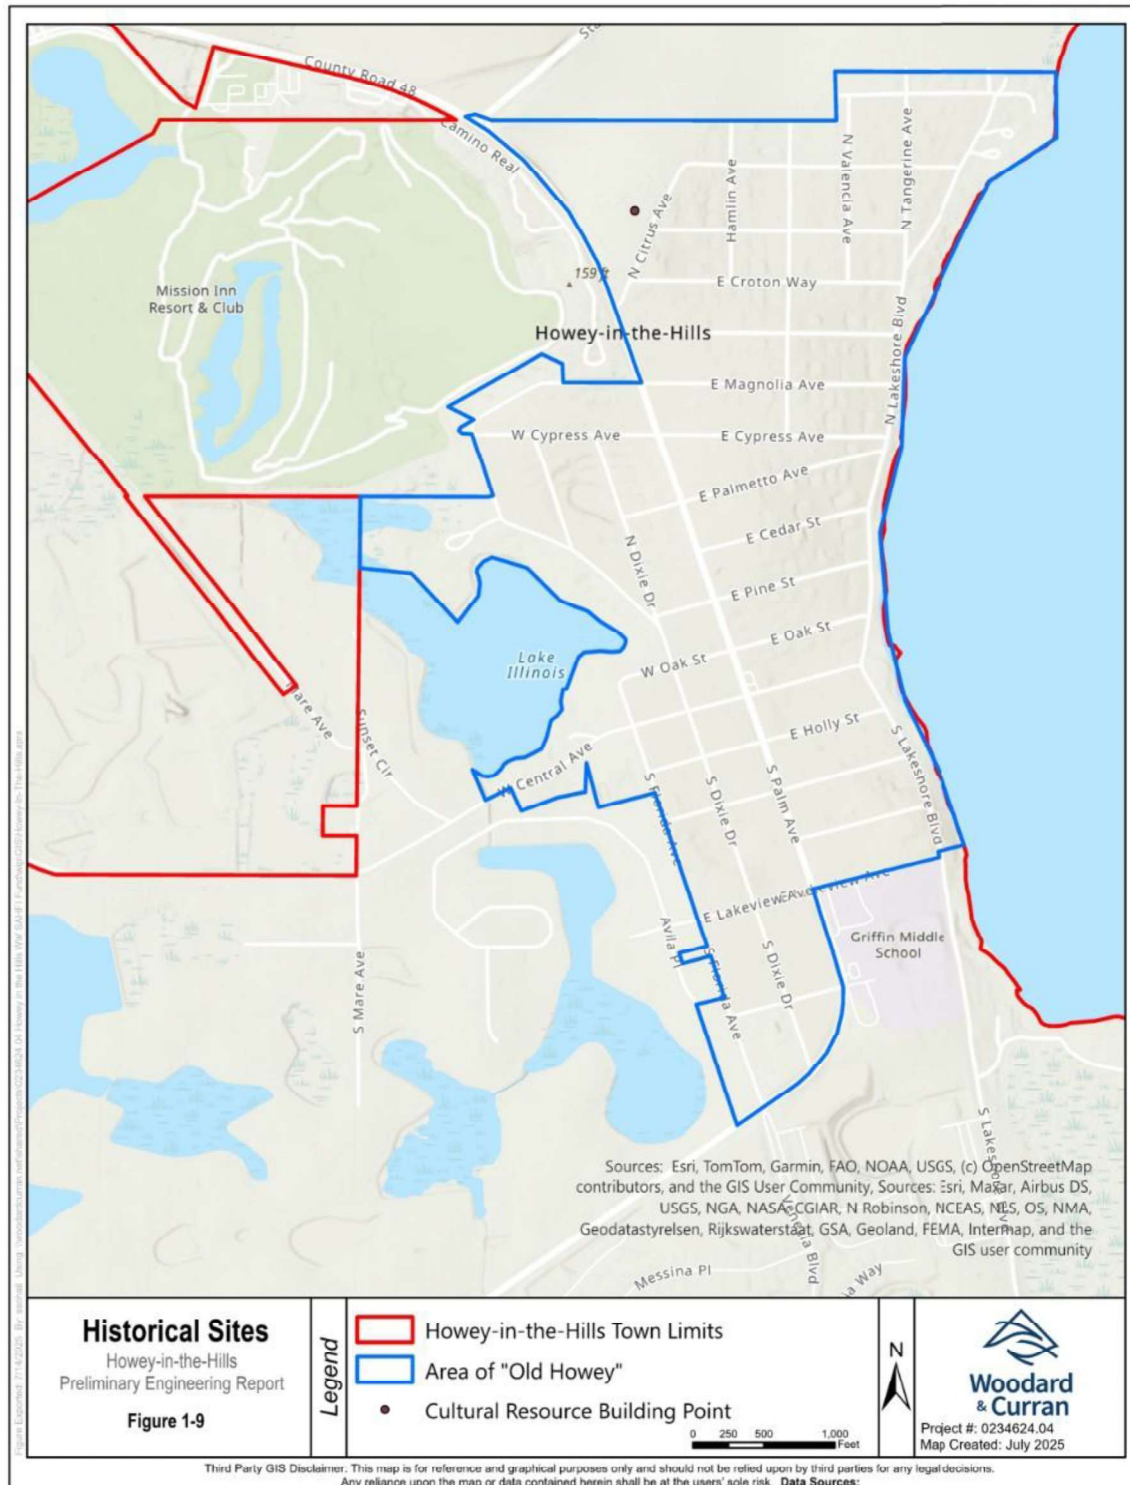 Sta
County Road 48
Camino Real
N Citrus Ave
Hamlin Ave
N Valencia Ave
N Tangerine Ave
Mission Inn
Resort & Club
159 ft
E Croton Way
Howey-in-the-Hills
N Lakeshore Blvd
E Magnolia Ave
W Cypress Ave
E Cypress Ave
E Palmetto Ave
E Cedar St
N Dixie Dr
E Pine St
E Oak St
Lake
Illinois
W Oak St
Mare Ave
Sunset Cir
E Holly St
S Lakeshore Blvd
W Central Ave
S Florida Ave
S Dixie Dr
S Palm Ave
E Lakeview Ave
Griffin Middle
School
Avila Pl
S Florida Ave
S Dixie Dr
S Mare Ave
S Lakeshore Blvd
Sources: Esri, TomTom, Garmin, FAO, NOAA, USGS, (c) OpenStreetMap
contributors, and the GIS User Community, Sources: Esri, Maxar, Airbus DS,
USGS, NGA, NASA, CGIAR, N Robinson, NCEAS, NLS, OS, NMA,
Geodatastyrelsen, Rijkswaterstaat, GSA, Geoland, FEMA, Intermap, and the
GIS user community
Venezia Blvd
Messina Pl
a Way
Historical Sites
Howey-in-the-Hills
Preliminary Engineering Report
Figure 1-9
Legend
Howey-in-the-Hills Town Limits
Area of "Old Howey"
Cultural Resource Building Point
0 250 500 1,000
Feet
N
Woodard
& Curran
Project #: 0234624.04
Map Created: July 2025
Third Party GIS Disclaimer: This map is for reference and graphical purposes only and should not be relied upon by third parties for any legal decisions.
Any reliance upon the map or data contained herein shall be at the users' sole risk. Data Sources: